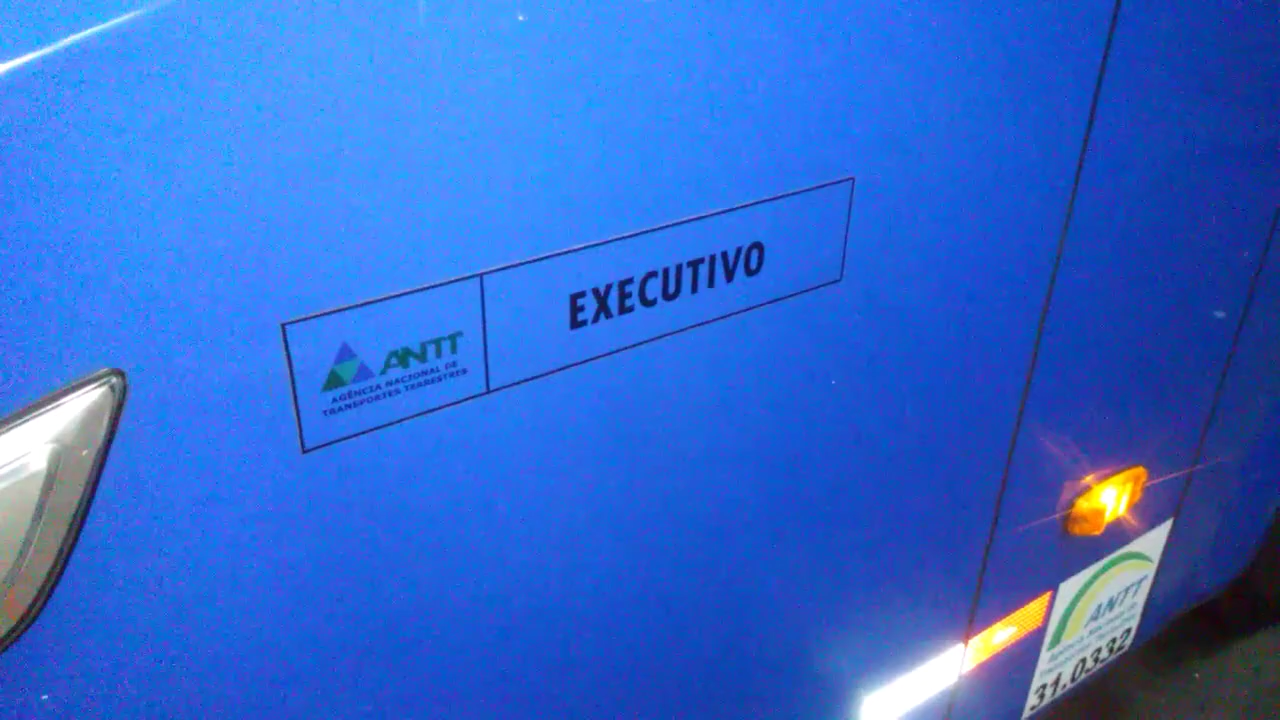 ANTT
AGÊNCIA NACIONAL DE
TRANSPORTES TERRESTRES
EXECUTIVO
ANTT
31.0332